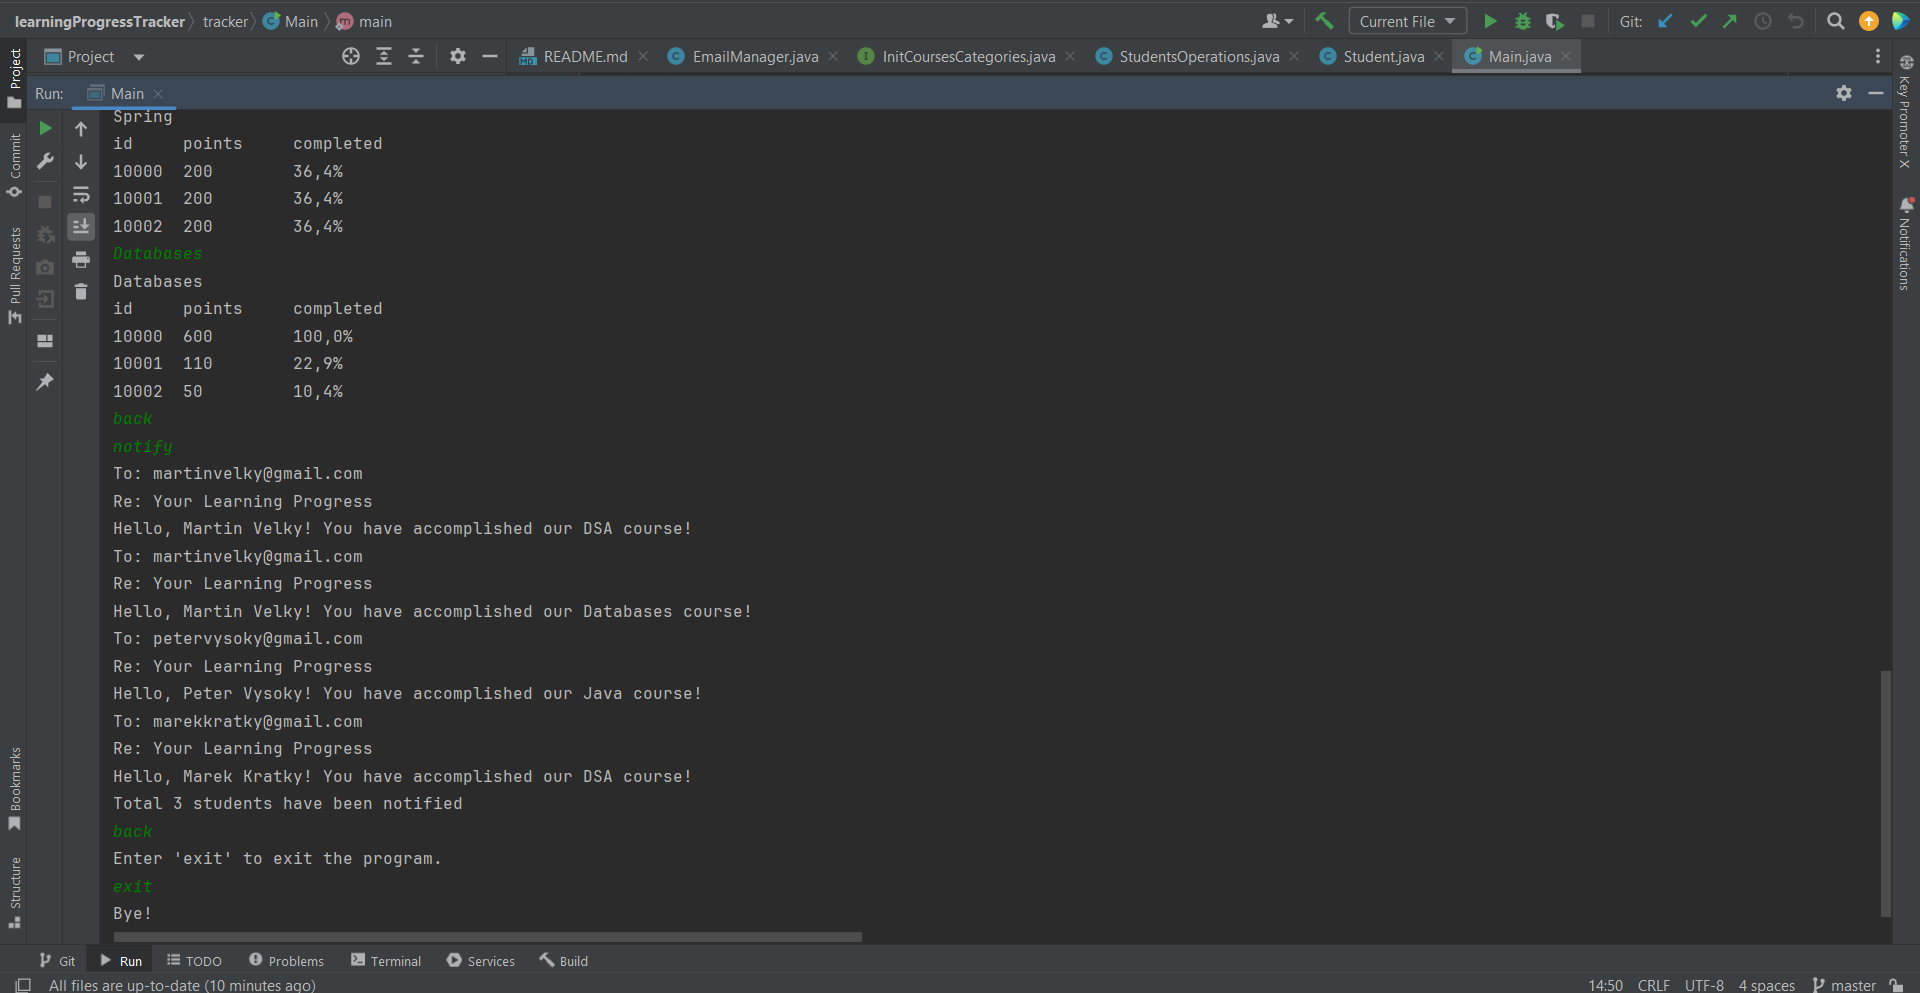 learningProgressTracker tracker Main main
Current File Git:
Project README.md EmailManager.java InitCoursesCategories.java StudentsOperations.java Student.java Main.java
Run: Main
Spring
id points completed
10000 200 36,4%
10001 200 36,4%
10002 200 36,4%
Databases
Databases
id points completed
10000 600 100,0%
10001 110 22,9%
10002 50 10,4%
back
notify
To: martinvelky@gmail.com
Re: Your Learning Progress
Hello, Martin Velky! You have accomplished our DSA course!
To: martinvelky@gmail.com
Re: Your Learning Progress
Hello, Martin Velky! You have accomplished our Databases course!
To: petervysoky@gmail.com
Re: Your Learning Progress
Hello, Peter Vysoky! You have accomplished our Java course!
To: marekkratky@gmail.com
Re: Your Learning Progress
Hello, Marek Kratky! You have accomplished our DSA course!
Total 3 students have been notified
back
Enter 'exit' to exit the program.
exit
Bye!
Project
Commit
Pull Requests
Bookmarks
Structure
Key Promoter X
Notifications
Git Run TODO Problems Terminal Services Build
All files are up-to-date (10 minutes ago) 14:50 CRLF UTF-8 4 spaces master